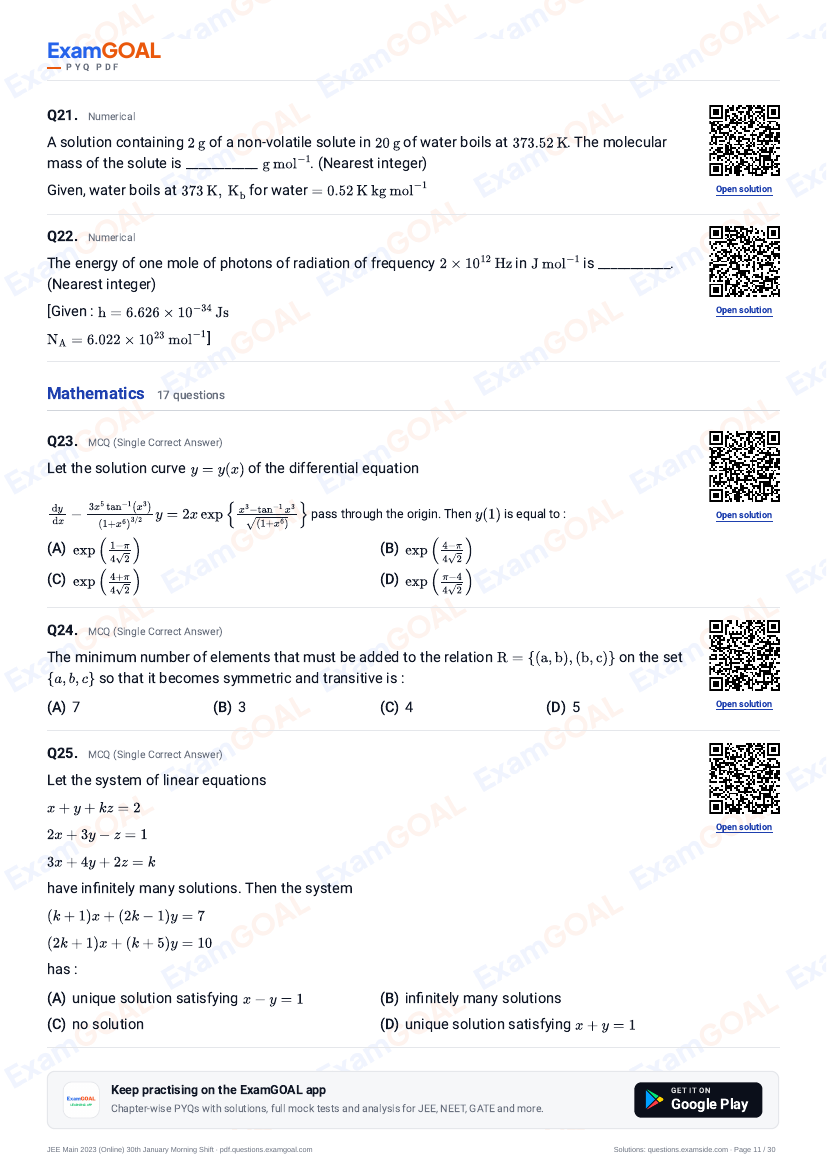 ExamGOAL
PYQ PDF
Q21. Numerical
A solution containing 2 g of a non-volatile solute in 20 g of water boils at 373.52 K. The molecular
mass of the solute is ___________ g mol⁻¹. (Nearest integer)
Given, water boils at 373 K, K_b for water = 0.52 K kg mol⁻¹
Open solution
Q22. Numerical
The energy of one mole of photons of radiation of frequency 2 × 10¹² Hz in J mol⁻¹ is ___________.
(Nearest integer)
[Given : h = 6.626 × 10⁻³⁴ Js
N_A = 6.022 × 10²³ mol⁻¹]
Open solution
Mathematics 17 questions
Q23. MCQ (Single Correct Answer)
Let the solution curve y = y(x) of the differential equation
dy/dx − (3x⁵ tan⁻¹(x³))/((1+x⁶)^(3/2)) y = 2x exp { (x³−tan⁻¹ x³)/√(1+x⁶) } pass through the origin. Then y(1) is equal to :
(A) exp ((1−π)/(4√2)) (B) exp ((4−π)/(4√2))
(C) exp ((4+π)/(4√2)) (D) exp ((π−4)/(4√2))
Open solution
Q24. MCQ (Single Correct Answer)
The minimum number of elements that must be added to the relation R = {(a, b), (b, c)} on the set
{a, b, c} so that it becomes symmetric and transitive is :
(A) 7 (B) 3 (C) 4 (D) 5
Open solution
Q25. MCQ (Single Correct Answer)
Let the system of linear equations
x + y + kz = 2
2x + 3y − z = 1
3x + 4y + 2z = k
have infinitely many solutions. Then the system
(k + 1)x + (2k − 1)y = 7
(2k + 1)x + (k + 5)y = 10
has :
(A) unique solution satisfying x − y = 1 (B) infinitely many solutions
(C) no solution (D) unique solution satisfying x + y = 1
Open solution
ExamGOAL
Keep practising on the ExamGOAL app
Chapter-wise PYQs with solutions, full mock tests and analysis for JEE, NEET, GATE and more.
GET IT ON
Google Play
JEE Main 2023 (Online) 30th January Morning Shift · pdf.questions.examgoal.com Solutions: questions.examside.com · Page 11 / 30